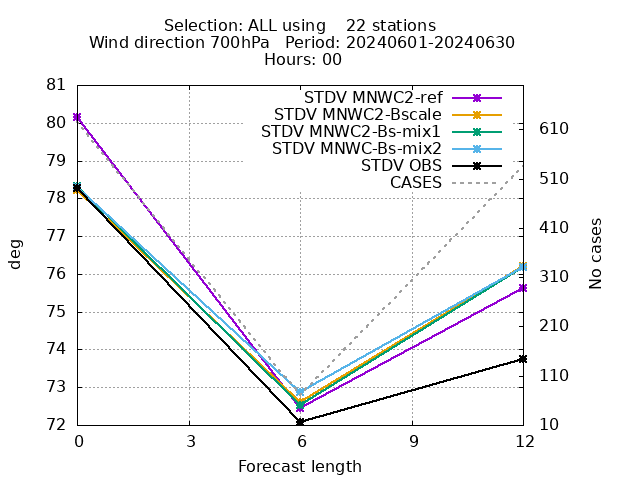 Selection: ALL using    22 stations
Wind direction 700hPa   Period: 20240601-20240630
Hours: 00
STDV MNWC2-ref
STDV MNWC2-Bscale
STDV MNWC2-Bs-mix1
STDV MNWC-Bs-mix2
STDV OBS
CASES
deg
81
80
79
78
77
76
75
74
73
72
610
510
410
310
210
110
10
No cases
0
3
6
9
12
Forecast length